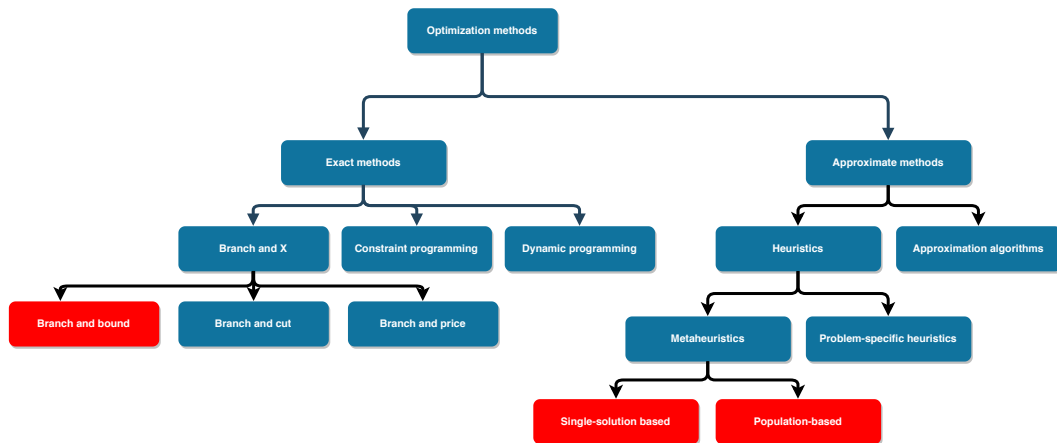 Optimization methods
Exact methods
Approximate methods
Branch and X
Constraint programming
Dynamic programming
Heuristics
Approximation algorithms
Branch and bound
Branch and cut
Branch and price
Metaheuristics
Problem-specific heuristics
Single-solution based
Population-based